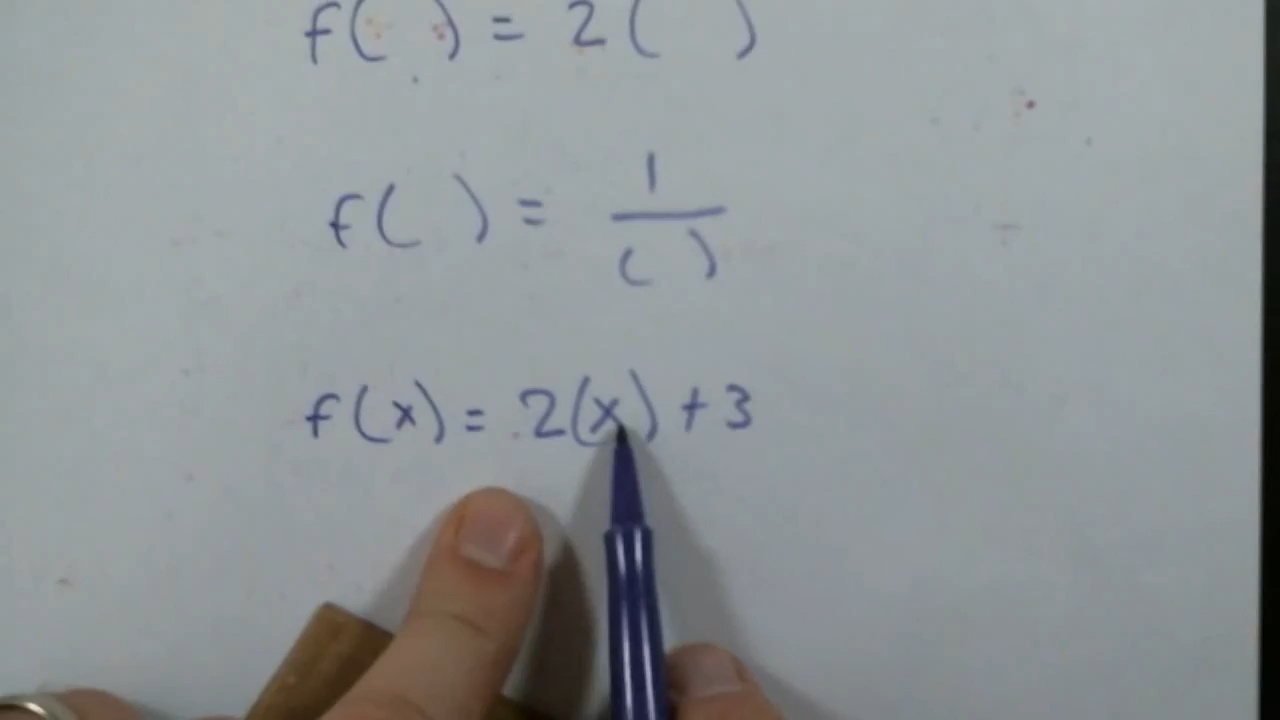 f( ) = 2( )
f( ) = 1/( )
f(x) = 2(x) + 3